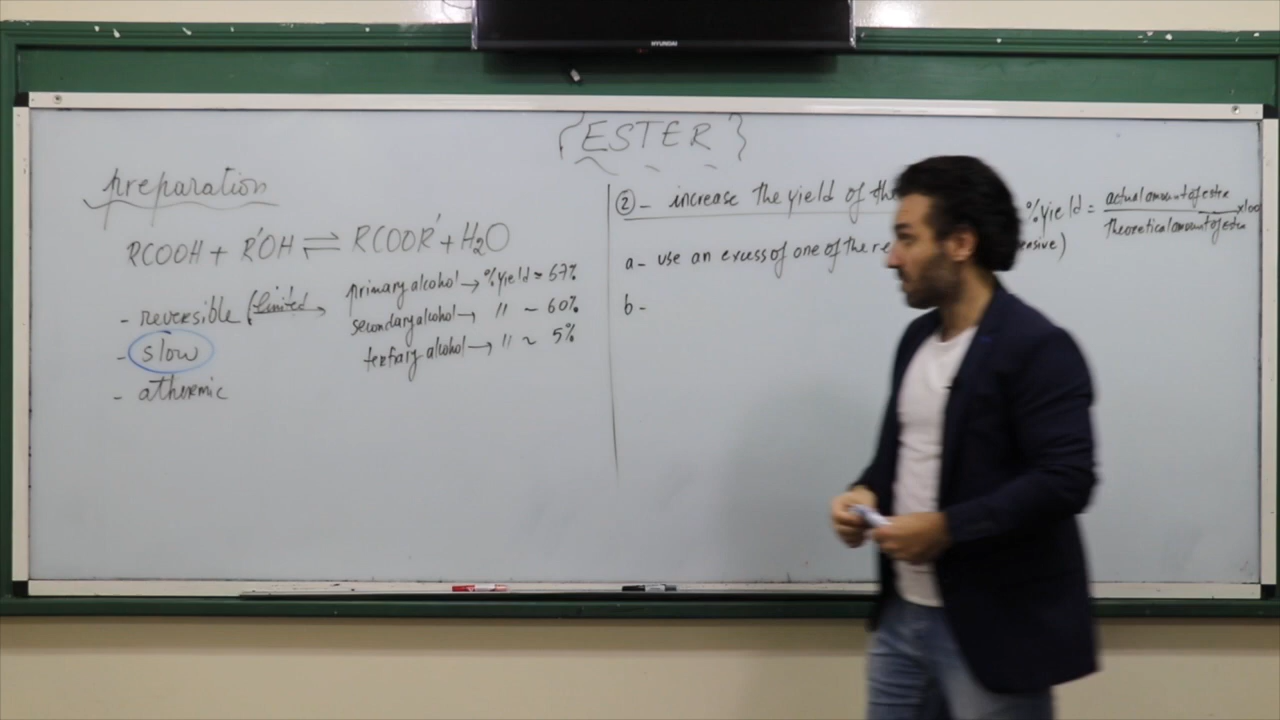 HYUNDAI
{ESTER}
preparation
RCOOH + R'OH ⇌ RCOOR' + H2O
- reversible (limited → primary alcohol → % yield = 67%
secondary alcohol → " ~ 60%
tertiary alcohol → " ~ 5%
- slow
- athermic
② - increase the yield of the
% yield = actual amount of ester / theoretical amount of ester x100
a - use an excess of one of the
b -